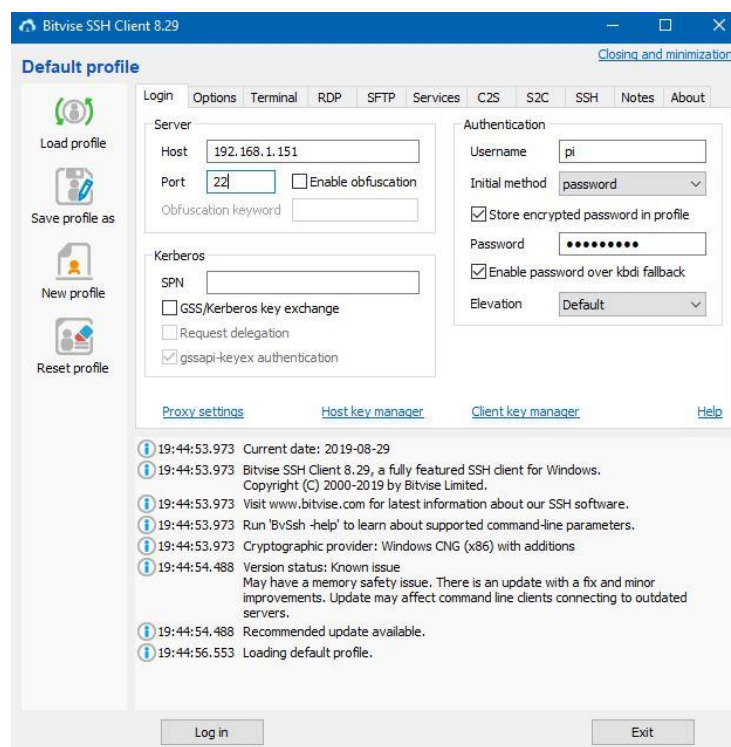 Bitvise SSH Client 8.29
Default profile
Closing and minimization
Load profile
Save profile as
New profile
Reset profile
Login Options Terminal RDP SFTP Services C2S S2C SSH Notes About
Server
Host 192.168.1.151
Port 22 Enable obfuscation
Obfuscation keyword
Kerberos
SPN
GSS/Kerberos key exchange
Request delegation
gssapi-keyex authentication
Authentication
Username pi
Initial method password
Store encrypted password in profile
Password ●●●●●●●●●
Enable password over kbdi fallback
Elevation Default
Proxy settings Host key manager Client key manager Help
19:44:53.973 Current date: 2019-08-29
19:44:53.973 Bitvise SSH Client 8.29, a fully featured SSH client for Windows.
Copyright (C) 2000-2019 by Bitvise Limited.
19:44:53.973 Visit www.bitvise.com for latest information about our SSH software.
19:44:53.973 Run 'BvSsh -help' to learn about supported command-line parameters.
19:44:53.973 Cryptographic provider: Windows CNG (x86) with additions
19:44:54.488 Version status: Known issue
May have a memory safety issue. There is an update with a fix and minor
improvements. Update may affect command line clients connecting to outdated
servers.
19:44:54.488 Recommended update available.
19:44:56.553 Loading default profile.
Log in Exit